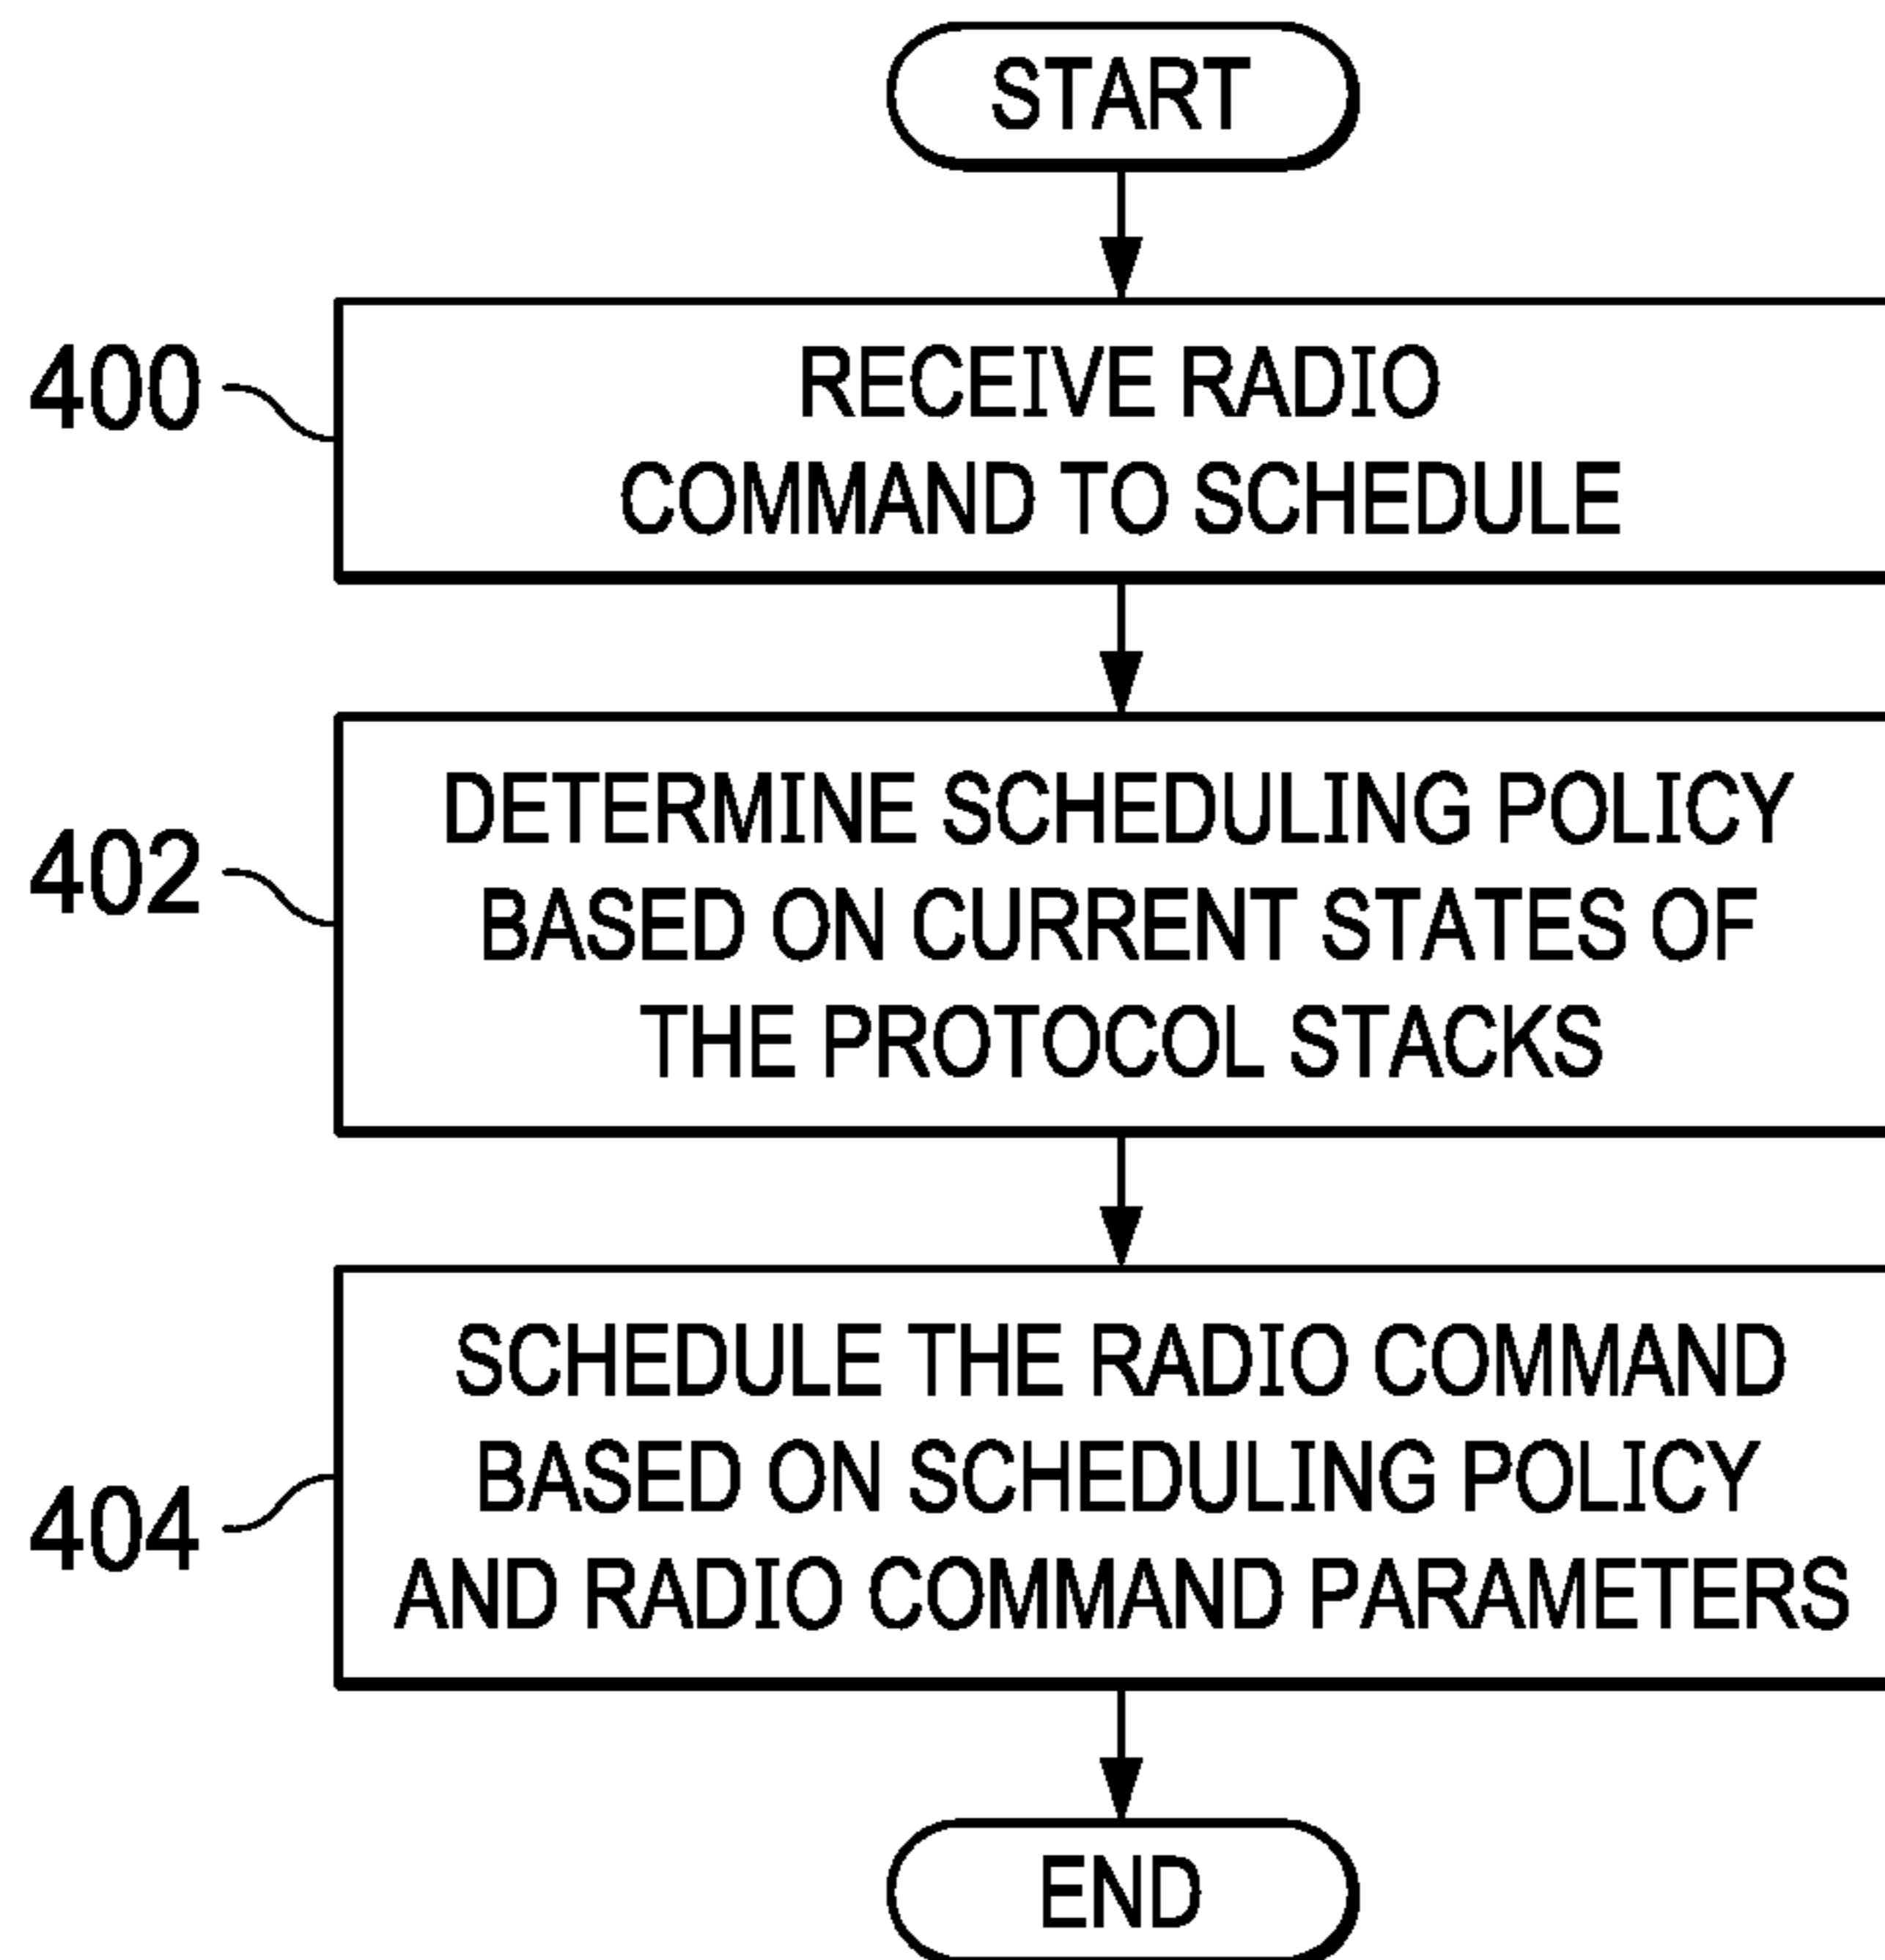 START
400
RECEIVE RADIO
COMMAND TO SCHEDULE
402
DETERMINE SCHEDULING POLICY
BASED ON CURRENT STATES OF
THE PROTOCOL STACKS
404
SCHEDULE THE RADIO COMMAND
BASED ON SCHEDULING POLICY
AND RADIO COMMAND PARAMETERS
END